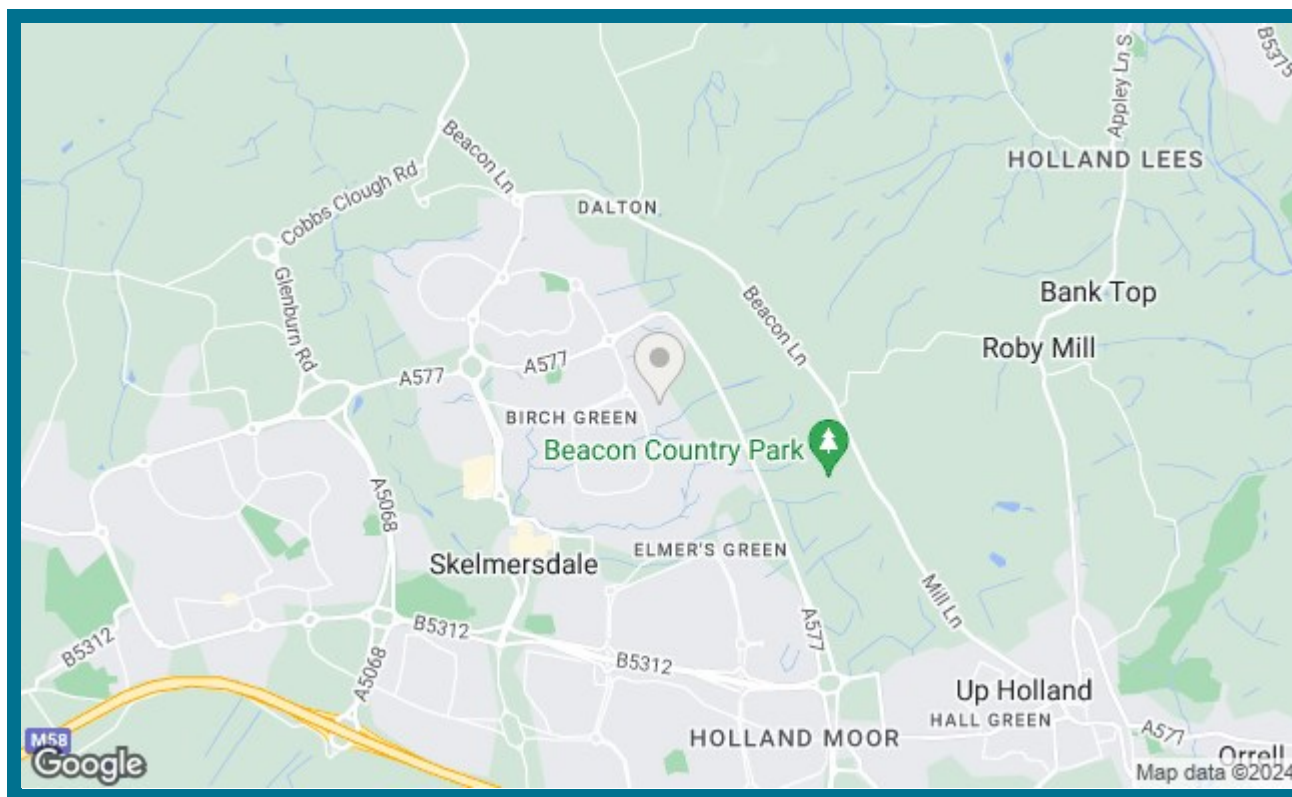 B5375
Appley Ln S
Beacon Ln
HOLLAND LEES
Cobbs Clough Rd
DALTON
Glenburn Rd
Beacon Ln
Bank Top
Roby Mill
A577
A577
BIRCH GREEN
Beacon Country Park
A5068
ELMER'S GREEN
Skelmersdale
Mill Ln
A577
B5312
B5312
B5312
A5068
Up Holland
HALL GREEN
M58
HOLLAND MOOR
A577
Orrell
Google
Map data ©2024